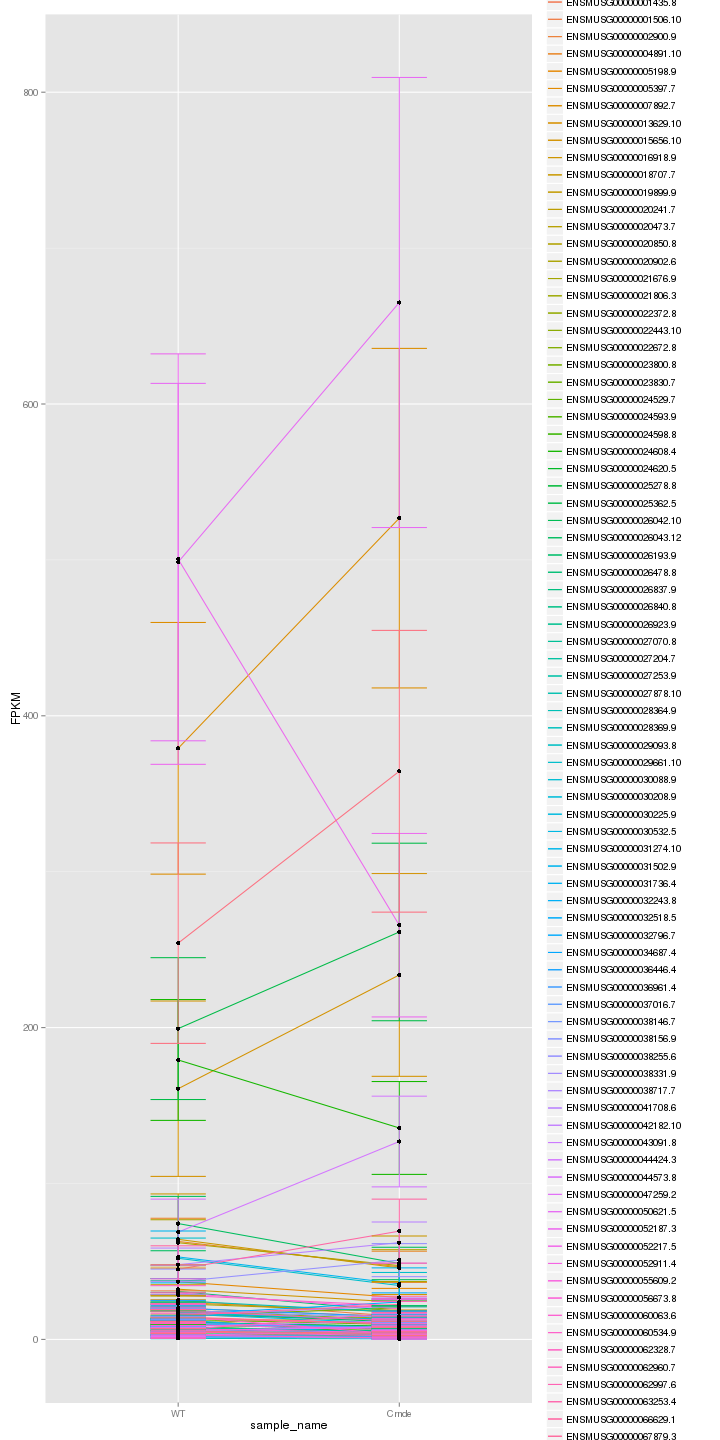 800
600
400
200
0
FPKM
WT
Crnde
sample_name
ENSMUSG00000001435.8
ENSMUSG00000001506.10
ENSMUSG00000002900.9
ENSMUSG00000004891.10
ENSMUSG00000005198.9
ENSMUSG00000005397.7
ENSMUSG00000007892.7
ENSMUSG00000013629.10
ENSMUSG00000015656.10
ENSMUSG00000016918.9
ENSMUSG00000018707.7
ENSMUSG00000019899.9
ENSMUSG00000020241.7
ENSMUSG00000020473.7
ENSMUSG00000020850.8
ENSMUSG00000020902.6
ENSMUSG00000021676.9
ENSMUSG00000021806.3
ENSMUSG00000022372.8
ENSMUSG00000022443.10
ENSMUSG00000022672.8
ENSMUSG00000023800.8
ENSMUSG00000023830.7
ENSMUSG00000024529.7
ENSMUSG00000024593.9
ENSMUSG00000024598.8
ENSMUSG00000024608.4
ENSMUSG00000024620.5
ENSMUSG00000025278.8
ENSMUSG00000025362.5
ENSMUSG00000026042.10
ENSMUSG00000026043.12
ENSMUSG00000026193.9
ENSMUSG00000026478.8
ENSMUSG00000026837.9
ENSMUSG00000026840.8
ENSMUSG00000026923.9
ENSMUSG00000027070.8
ENSMUSG00000027204.7
ENSMUSG00000027253.9
ENSMUSG00000027878.10
ENSMUSG00000028364.9
ENSMUSG00000028369.9
ENSMUSG00000029093.8
ENSMUSG00000029661.10
ENSMUSG00000030088.9
ENSMUSG00000030208.9
ENSMUSG00000030225.9
ENSMUSG00000030532.5
ENSMUSG00000031274.10
ENSMUSG00000031502.9
ENSMUSG00000031736.4
ENSMUSG00000032243.8
ENSMUSG00000032518.5
ENSMUSG00000032796.7
ENSMUSG00000034687.4
ENSMUSG00000036446.4
ENSMUSG00000036961.4
ENSMUSG00000037016.7
ENSMUSG00000038146.7
ENSMUSG00000038156.9
ENSMUSG00000038255.6
ENSMUSG00000038331.9
ENSMUSG00000038717.7
ENSMUSG00000041708.6
ENSMUSG00000042182.10
ENSMUSG00000043091.8
ENSMUSG00000044424.3
ENSMUSG00000044573.8
ENSMUSG00000047259.2
ENSMUSG00000050621.5
ENSMUSG00000052187.3
ENSMUSG00000052217.5
ENSMUSG00000052911.4
ENSMUSG00000055609.2
ENSMUSG00000056673.8
ENSMUSG00000060063.6
ENSMUSG00000060534.9
ENSMUSG00000062328.7
ENSMUSG00000062960.7
ENSMUSG00000062997.6
ENSMUSG00000063253.4
ENSMUSG00000066629.1
ENSMUSG00000067879.3